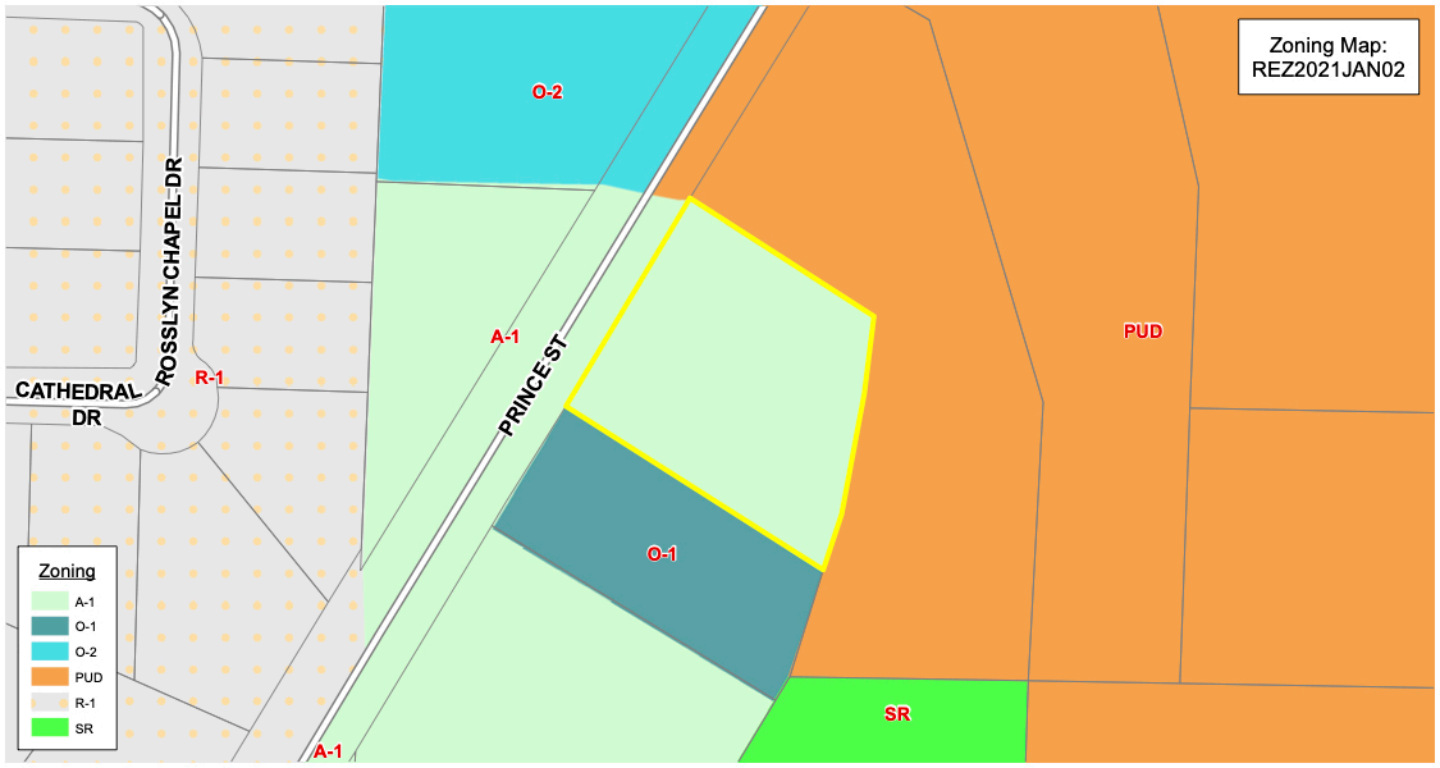 Zoning Map:
REZ2021JAN02
O-2
ROSSLYN CHAPEL DR
A-1
PUD
PRINCE ST
R-1
CATHEDRAL
DR
O-1
Zoning
A-1
O-1
O-2
PUD
R-1
SR
SR
A-1